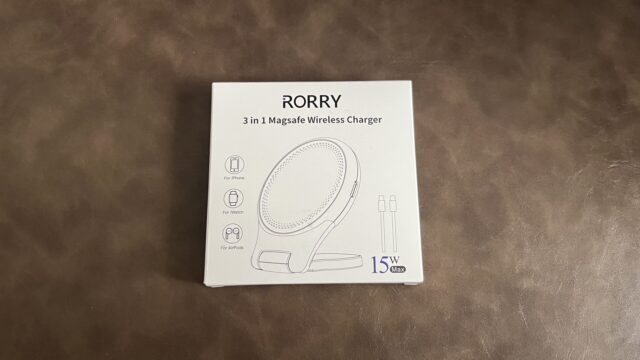 RORRY
3 in 1 Magsafe Wireless Charger
For iPhone
For iWatch
For AirPods
15W
Max